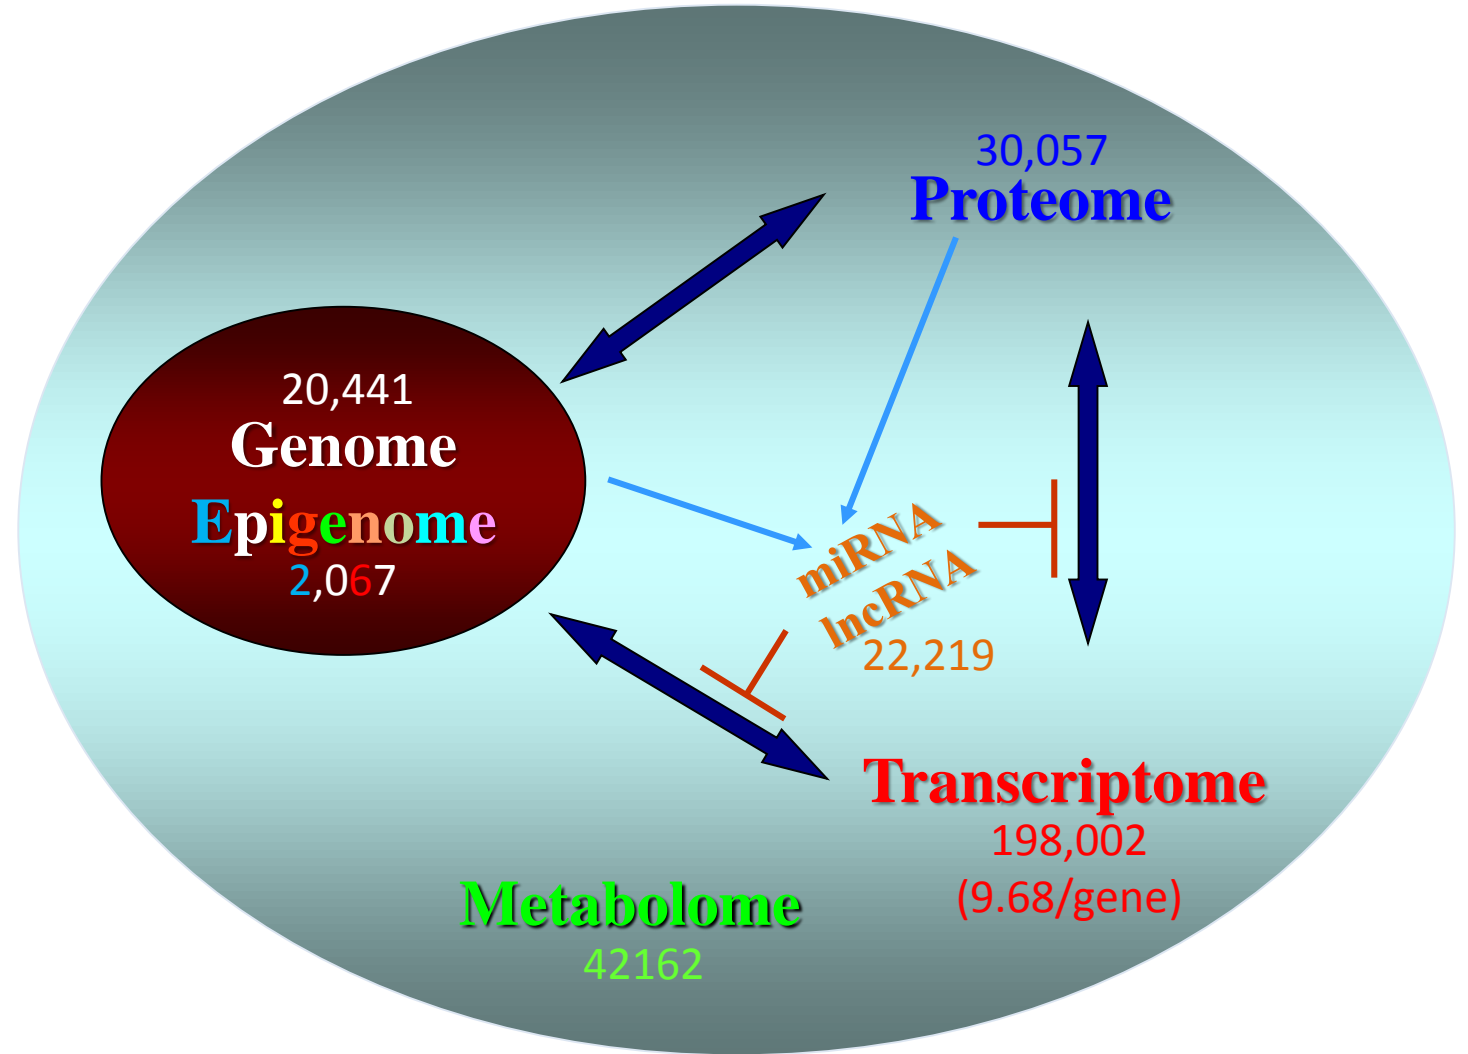 30,057
Proteome
20,441
Genome
Epigenome
2,067
miRNA
lncRNA
22,219
Transcriptome
198,002
(9.68/gene)
Metabolome
42162